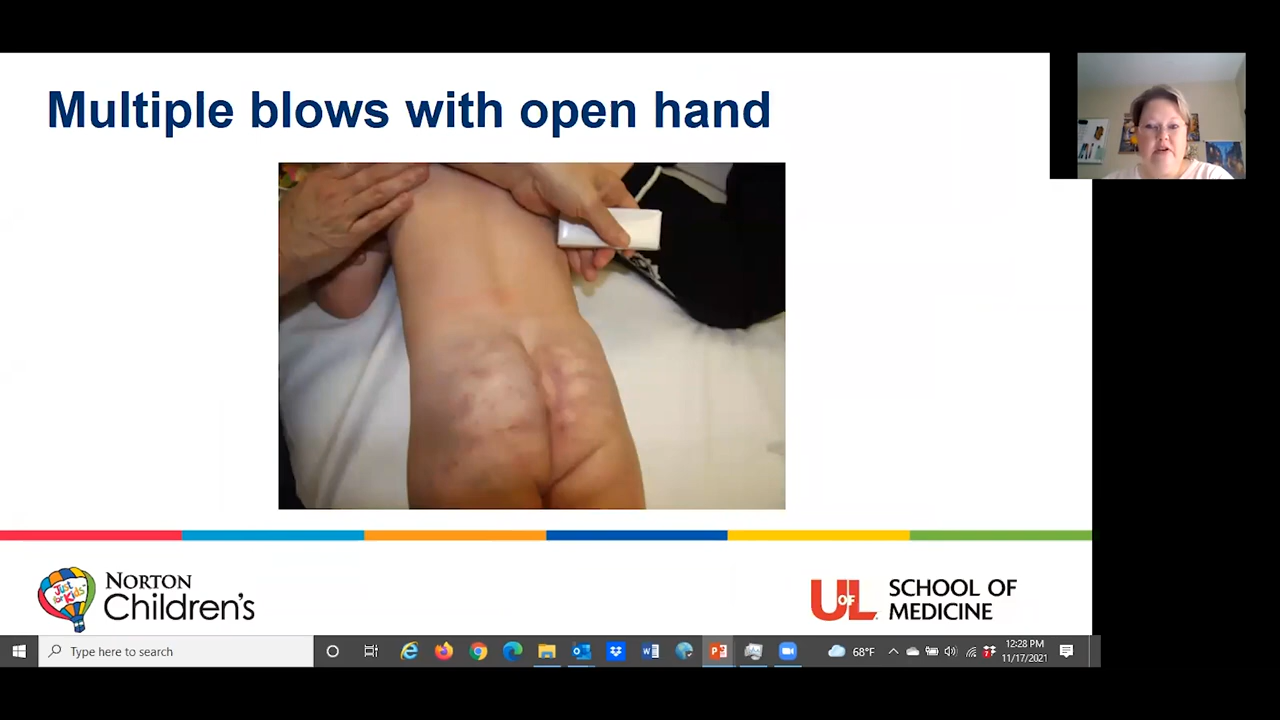 Multiple blows with open hand
Just for Kids
NORTON
Children's
UofL
SCHOOL OF
MEDICINE
Type here to search
68°F
12:28 PM
11/17/2021